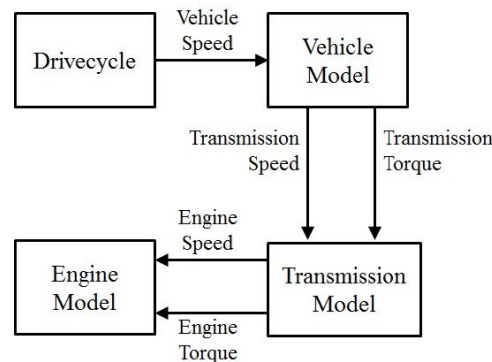 Vehicle
Speed
Drivecycle
Vehicle
Model
Transmission
Speed
Transmission
Torque
Engine
Speed
Engine
Model
Transmission
Model
Engine
Torque